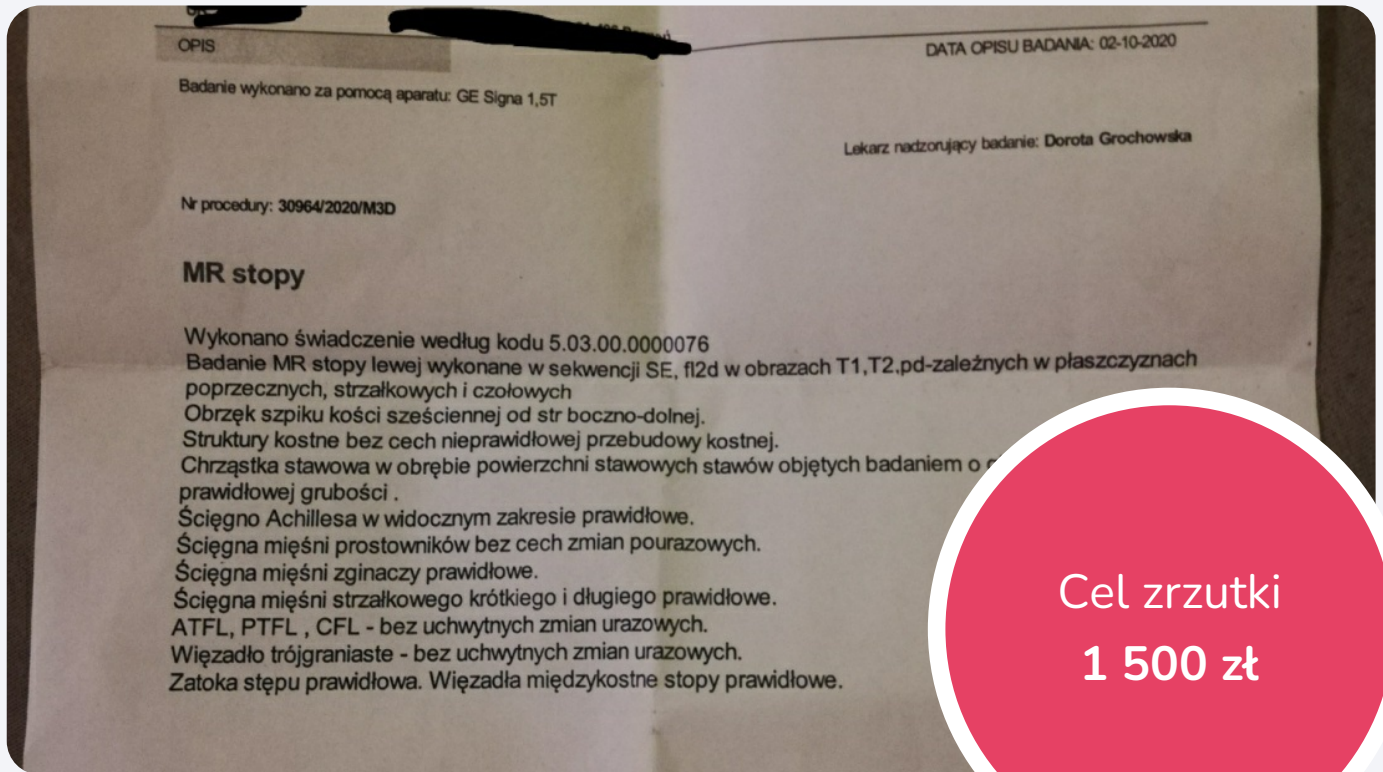 OPIS
DATA OPISU BADANIA: 02-10-2020
Badanie wykonano za pomocą aparatu: GE Signa 1,5T
Lekarz nadzorujący badanie: Dorota Grochowska
Nr procedury: 30964/2020/M3D
MR stopy
Wykonano świadczenie według kodu 5.03.00.0000076
Badanie MR stopy lewej wykonane w sekwencji SE, fl2d w obrazach T1,T2,pd-zależnych w płaszczyznach
poprzecznych, strzałkowych i czołowych
Obrzęk szpiku kości sześciennej od str boczno-dolnej.
Struktury kostne bez cech nieprawidłowej przebudowy kostnej.
Chrząstka stawowa w obrębie powierzchni stawowych stawów objętych badaniem o
prawidłowej grubości .
Ścięgno Achillesa w widocznym zakresie prawidłowe.
Ścięgna mięśni prostowników bez cech zmian pourazowych.
Ścięgna mięśni zginaczy prawidłowe.
Ścięgna mięśni strzałkowego krótkiego i długiego prawidłowe.
ATFL, PTFL , CFL - bez uchwytnych zmian urazowych.
Więzadło trójgraniaste - bez uchwytnych zmian urazowych.
Zatoka stępu prawidłowa. Więzadła międzykostne stopy prawidłowe.
Cel zrzutki
1 500 zł